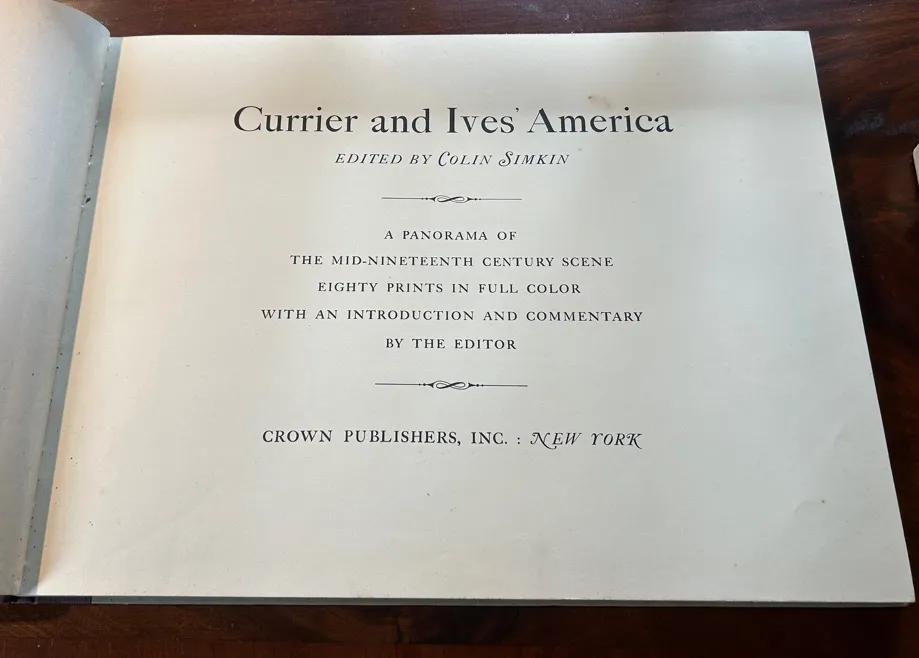 Currier and Ives' America
EDITED BY COLIN SIMKIN
A PANORAMA OF
THE MID-NINETEENTH CENTURY SCENE
EIGHTY PRINTS IN FULL COLOR
WITH AN INTRODUCTION AND COMMENTARY
BY THE EDITOR
CROWN PUBLISHERS, INC. : NEW YORK